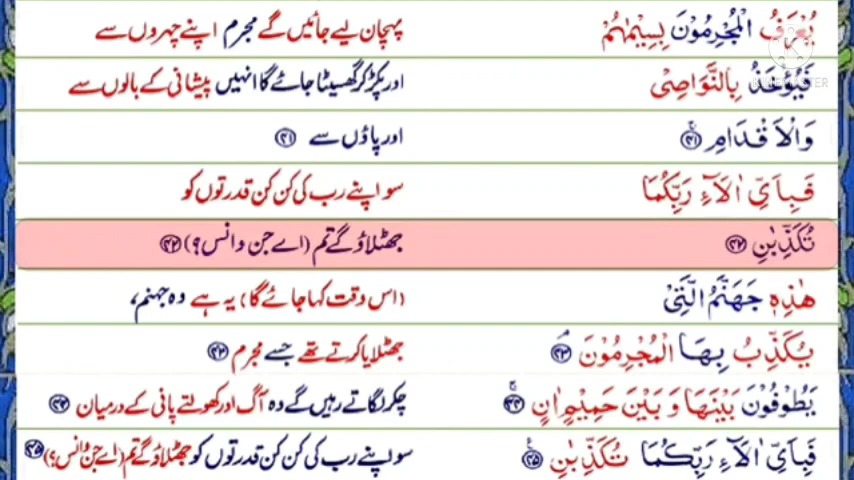 يُعْرَفُ الْمُجْرِمُوْنَ بِسِيْمٰىهُمْ پہچان لیے جائیں گے مجرم اپنے چہروں سے
فَيُؤْخَذُ بِالنَّوَاصِىْ اور پکڑ کر گھسیٹا جائے گا انہیں پیشانی کے بالوں سے
وَالْاَقْدَامِ ۚ‏ ﴿۴۱﴾ اور پاؤں سے ﴿۴۱﴾
فَبِاَىِّ اٰلَاۤءِ رَبِّكُمَا سو اپنے رب کی کن کن قدرتوں کو
تُكَذِّبٰنِ ﴿۴۲﴾ جھٹلاؤ گے تم (اے جن و انس؟) ﴿۴۲﴾
هٰذِهٖ جَهَنَّمُ الَّتِىْ (اس وقت کہا جائے گا) یہ ہے وہ جہنم،
يُكَذِّبُ بِهَا الْمُجْرِمُوْنَ‌ۘ ﴿۴۳﴾ جھٹلایا کرتے تھے جسے مجرم ﴿۴۳﴾
يَطُوْفُوْنَ بَيْنَهَا وَ بَيْنَ حَمِيْمٍ اٰنٍ‌ۚ ﴿۴۴﴾ چکر لگاتے رہیں گے وہ آگ اور کھولتے پانی کے درمیان ﴿۴۴﴾
فَبِاَىِّ اٰلَاۤءِ رَبِّكُمَا تُكَذِّبٰنِ ﴿۴۵﴾ سو اپنے رب کی کن کن قدرتوں کو جھٹلاؤ گے تم (اے جن و انس؟) ﴿۴۵﴾